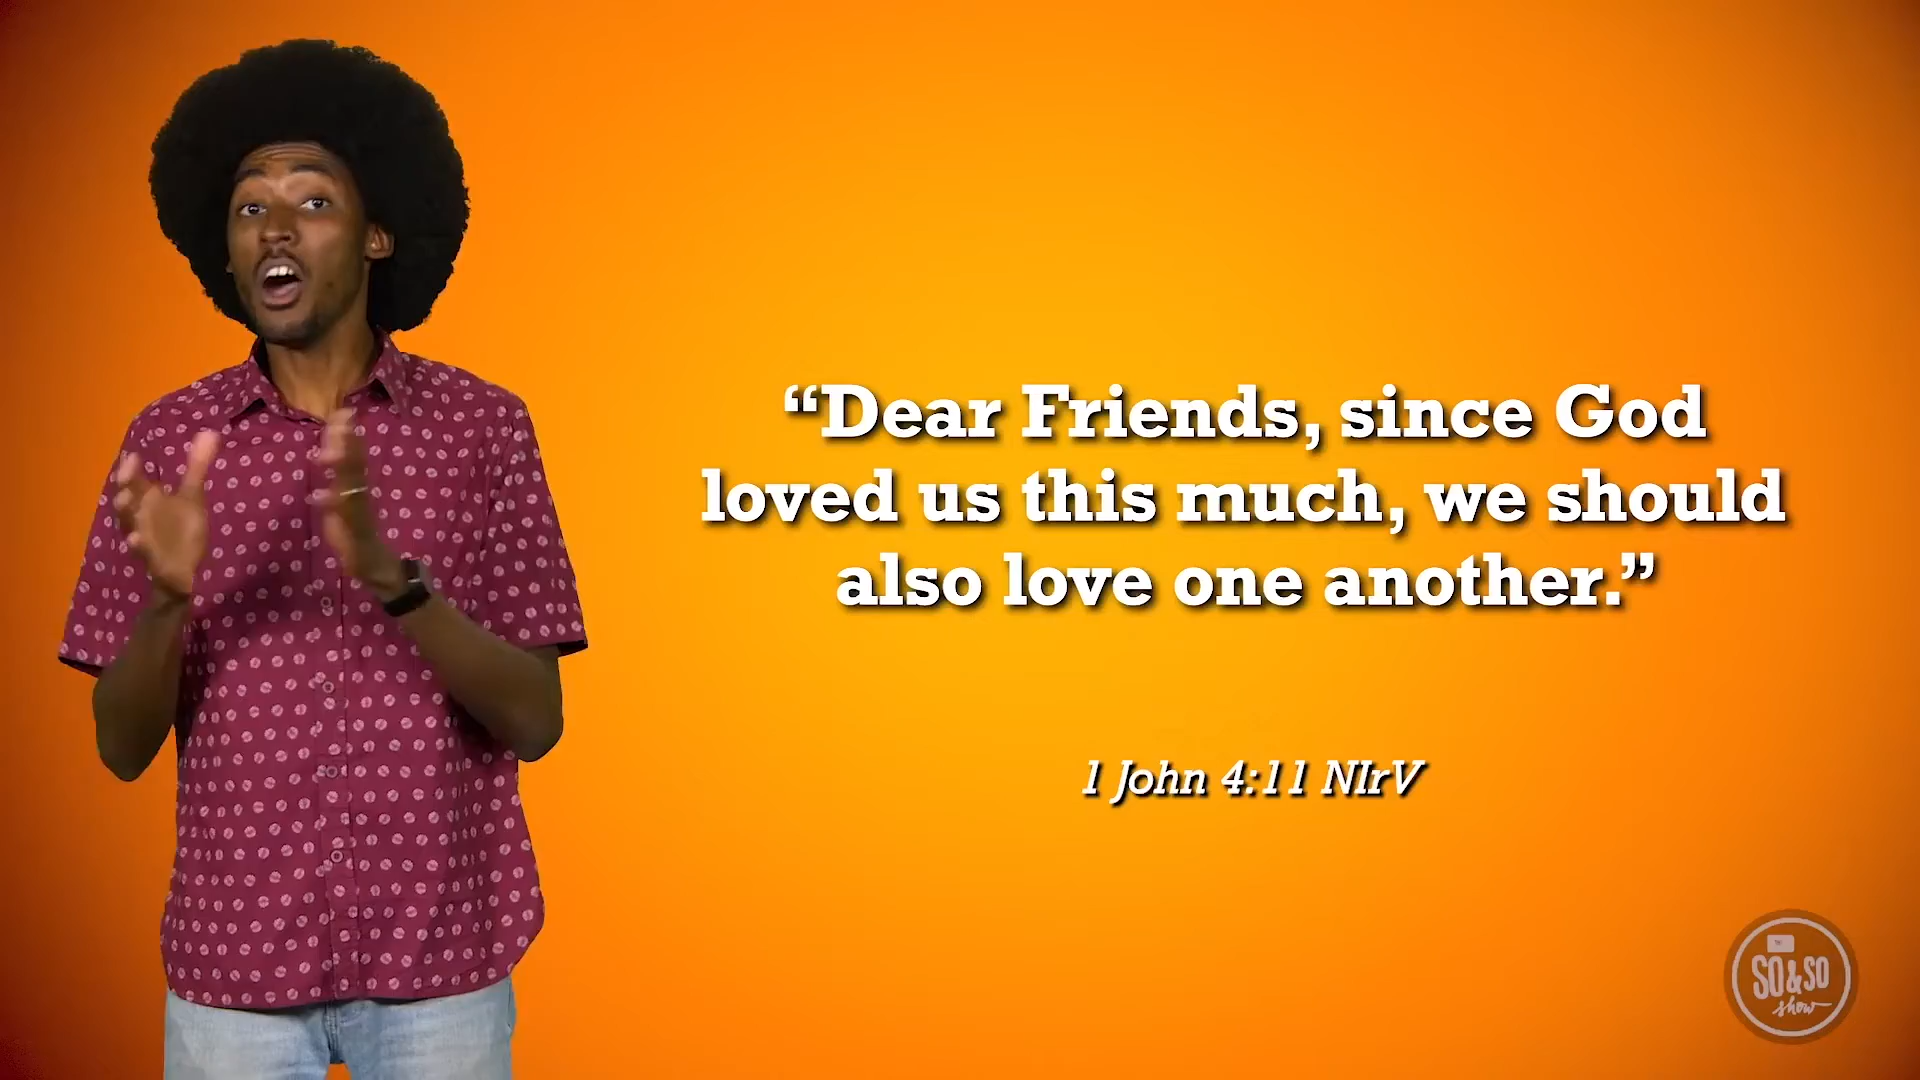 “Dear Friends, since God
loved us this much, we should
also love one another.”
1 John 4:11 NIrV
SO & SO
show